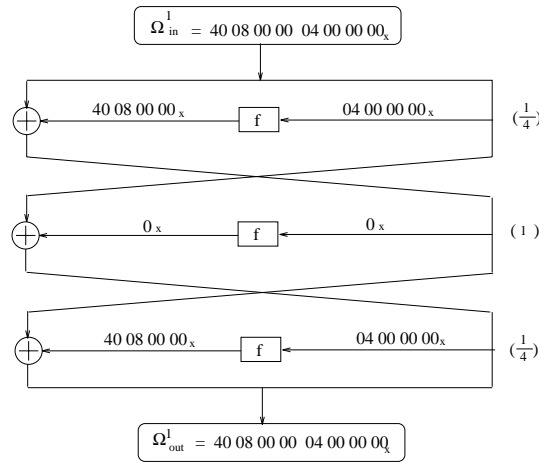 Ω¹in = 40 08 00 00 04 00 00 00x
40 08 00 00x f 04 00 00 00x (1/4)
0x f 0x (1)
40 08 00 00x f 04 00 00 00x (1/4)
Ω¹out = 40 08 00 00 04 00 00 00x